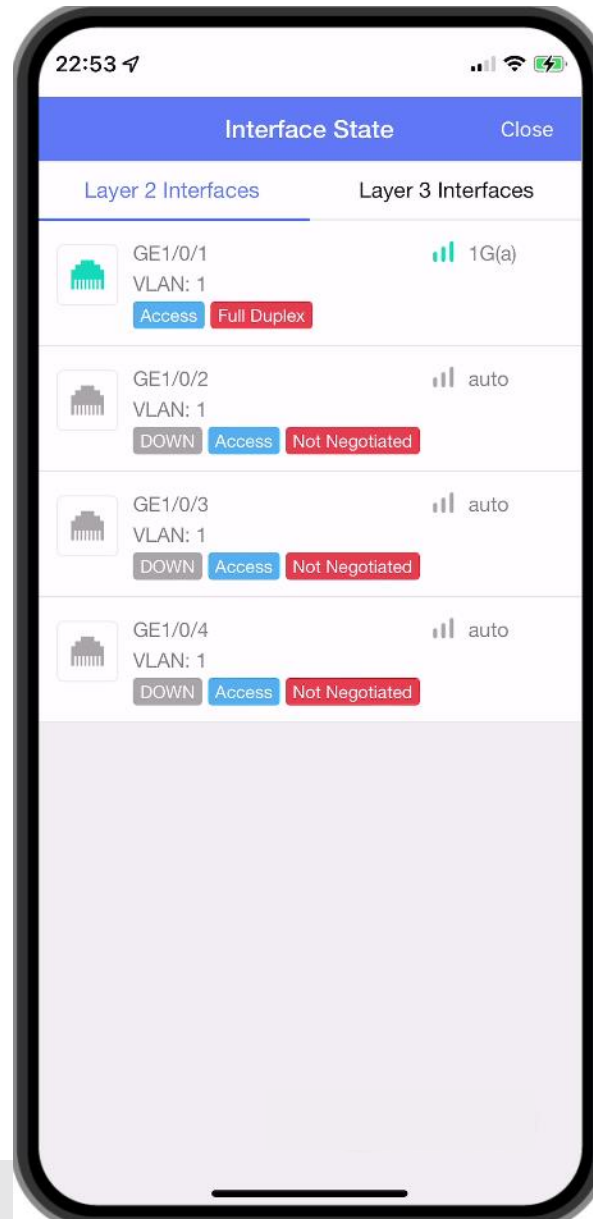 22:53
Interface State Close
Layer 2 Interfaces Layer 3 Interfaces
GE1/0/1 1G(a)
VLAN: 1
Access Full Duplex
GE1/0/2 auto
VLAN: 1
DOWN Access Not Negotiated
GE1/0/3 auto
VLAN: 1
DOWN Access Not Negotiated
GE1/0/4 auto
VLAN: 1
DOWN Access Not Negotiated